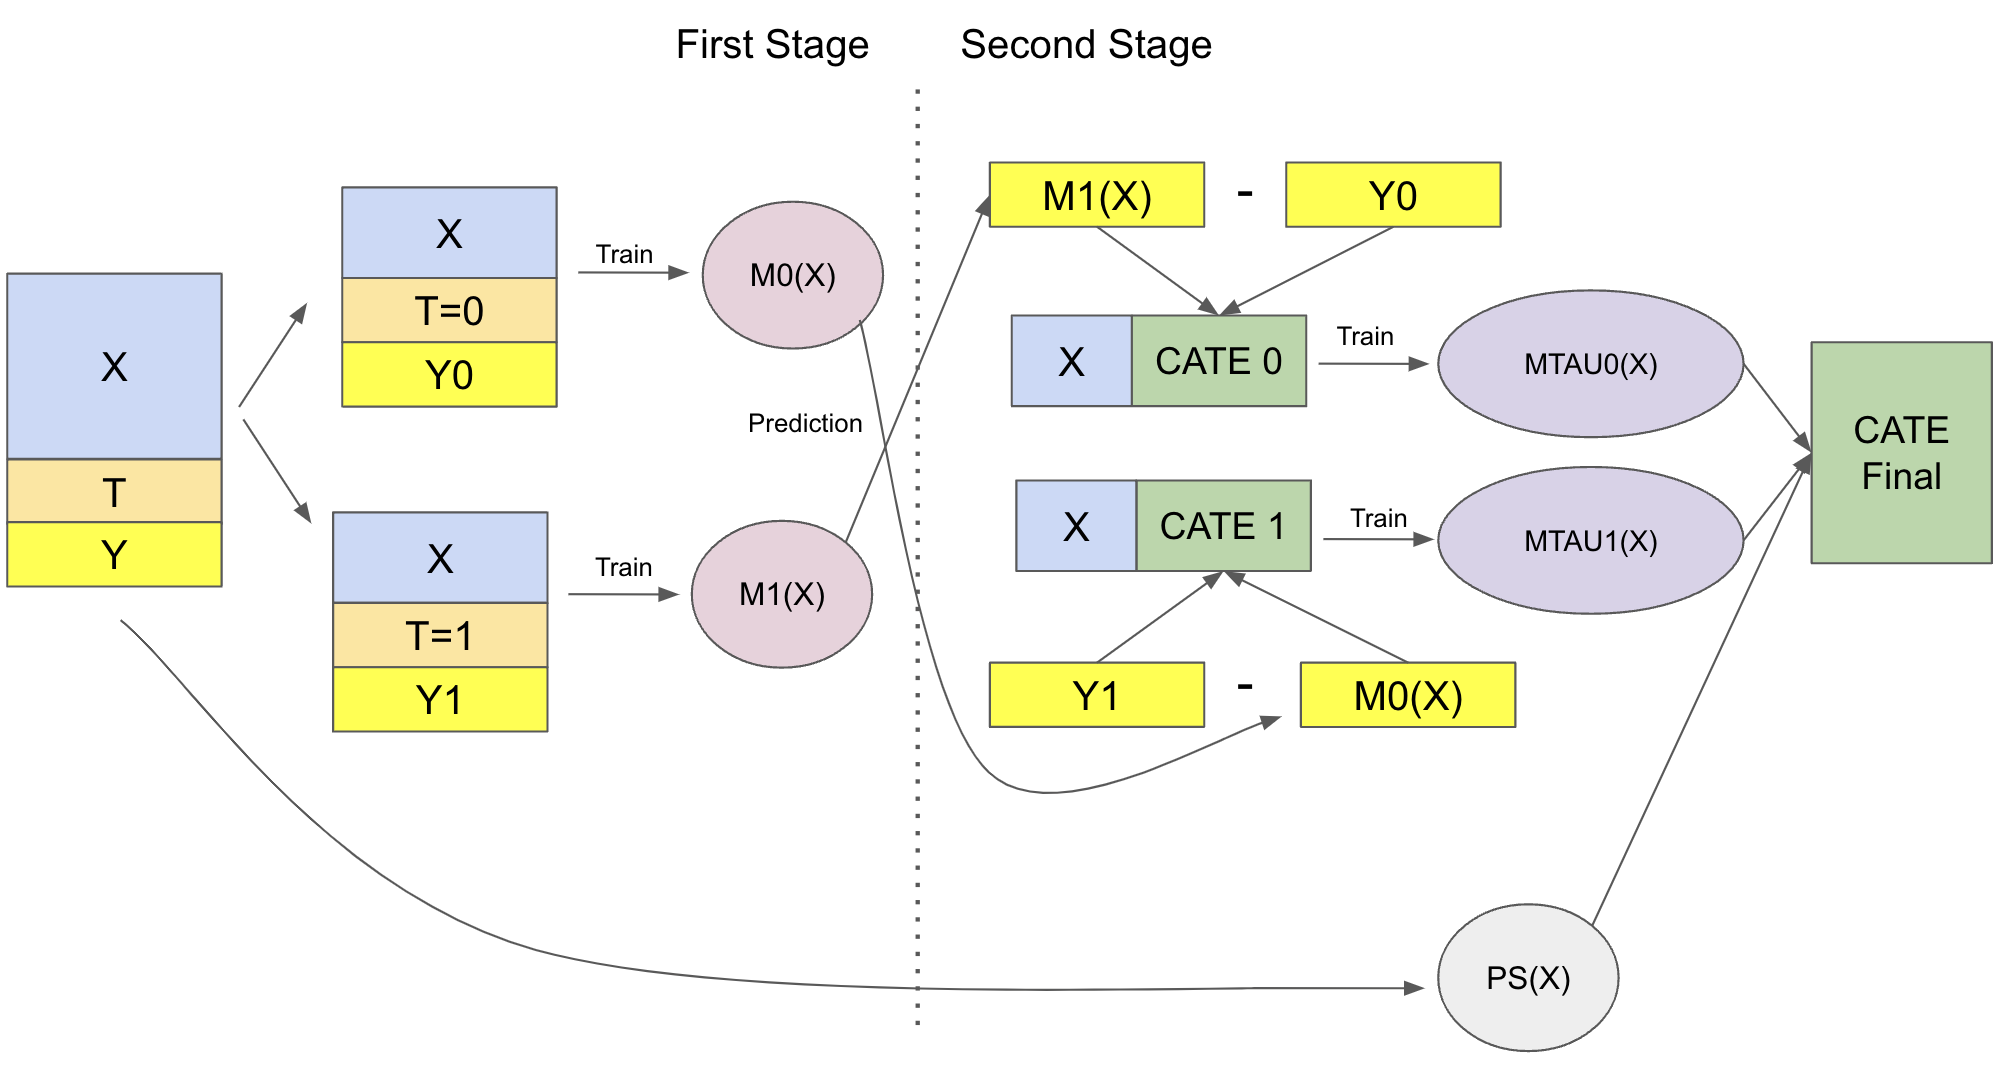 First Stage
Second Stage
X
T
Y
X
T=0
Y0
Train
M0(X)
X
T=1
Y1
Train
M1(X)
Prediction
M1(X)
-
Y0
X
CATE 0
Train
MTAU0(X)
X
CATE 1
Train
MTAU1(X)
Y1
-
M0(X)
CATE
Final
PS(X)